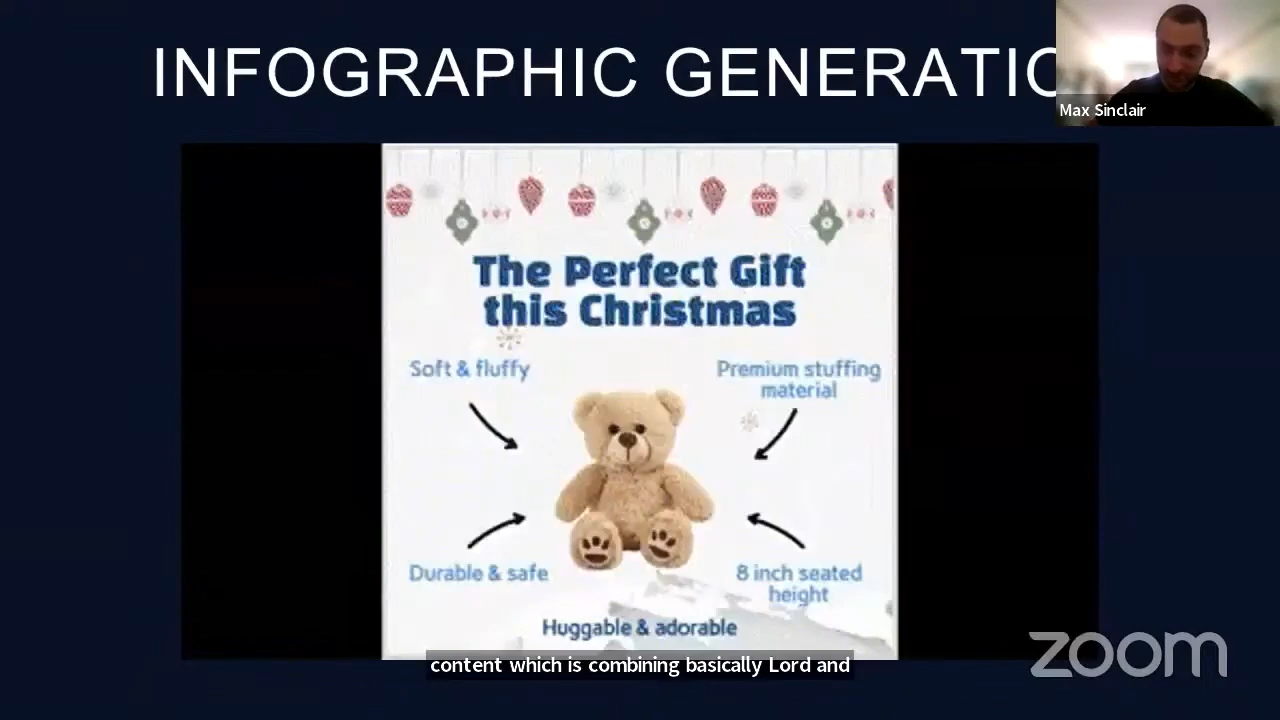 INFOGRAPHIC GENERATIO
Max Sinclair
The Perfect Gift
this Christmas
Soft & fluffy
Premium stuffing
material
Durable & safe
8 inch seated
height
Huggable & adorable
content which is combining basically Lord and
zoom